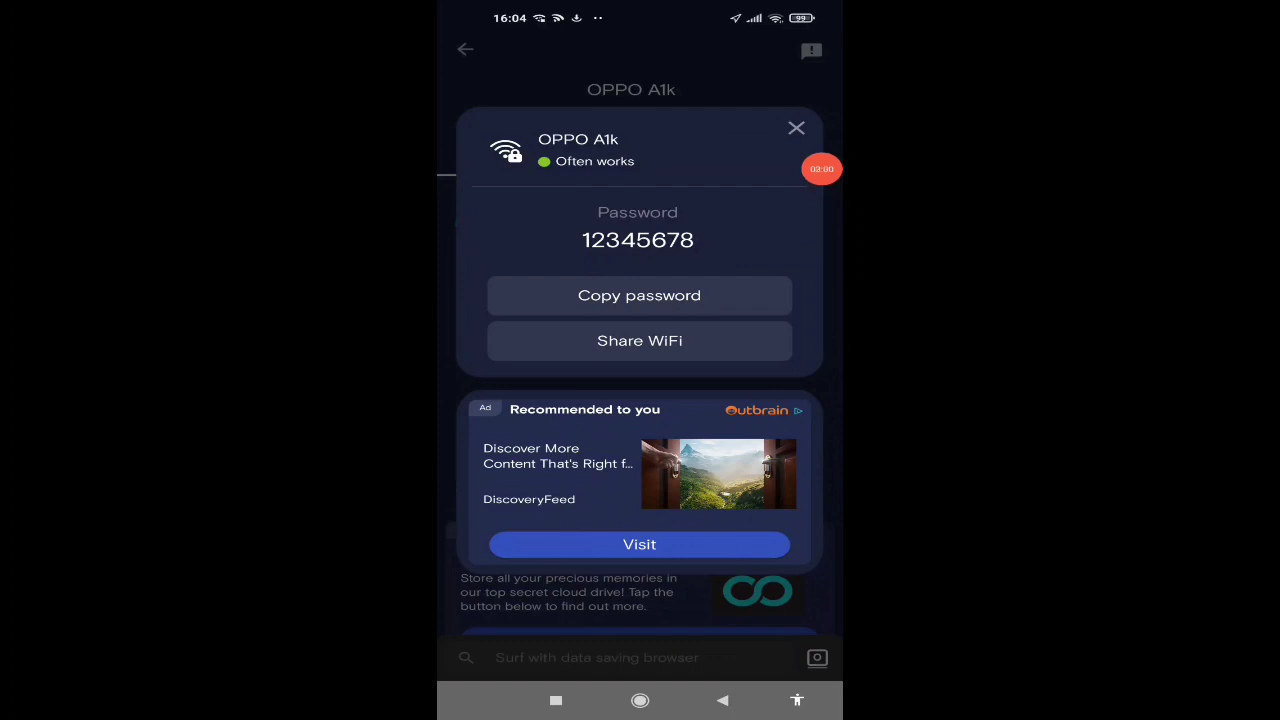 16:04
99
OPPO A1k
OPPO A1k
Often works
03:00
Password
12345678
Copy password
Share WiFi
Ad
Recommended to you
Outbrain
Discover More
Content That's Right f...
DiscoveryFeed
Visit
Store all your precious memories in
our top secret cloud drive! Tap the
button below to find out more.
Surf with data saving browser